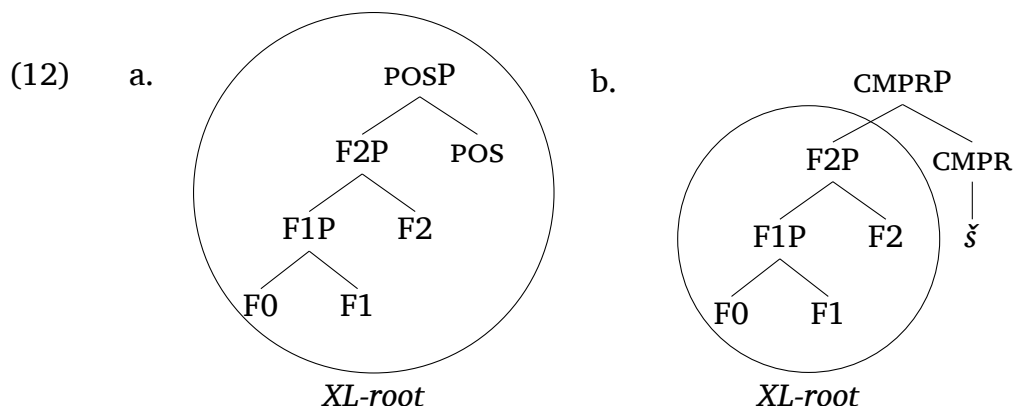 (12) a. POSP b. CMPRP
F2P POS F2P CMPR
F1P F2 F1P F2 š
F0 F1 F0 F1
XL-root XL-root